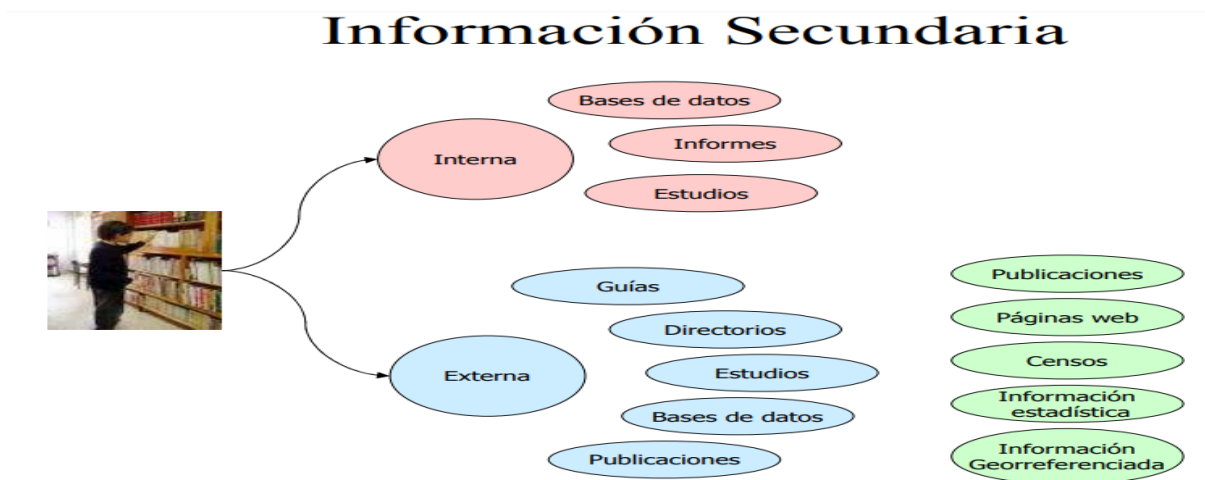 Información Secundaria
Bases de datos
Interna
Informes
Estudios
Guías
Directorios
Externa
Estudios
Bases de datos
Publicaciones
Publicaciones
Páginas web
Censos
Información
estadística
Información
Georreferenciada